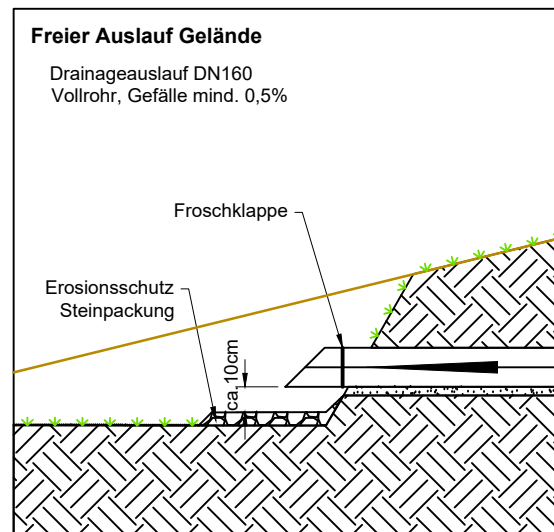 Freier Auslauf Gelände
Drainageauslauf DN160
Vollrohr, Gefälle mind. 0,5%
Froschklappe
Erosionsschutz
Steinpackung
ca.10cm